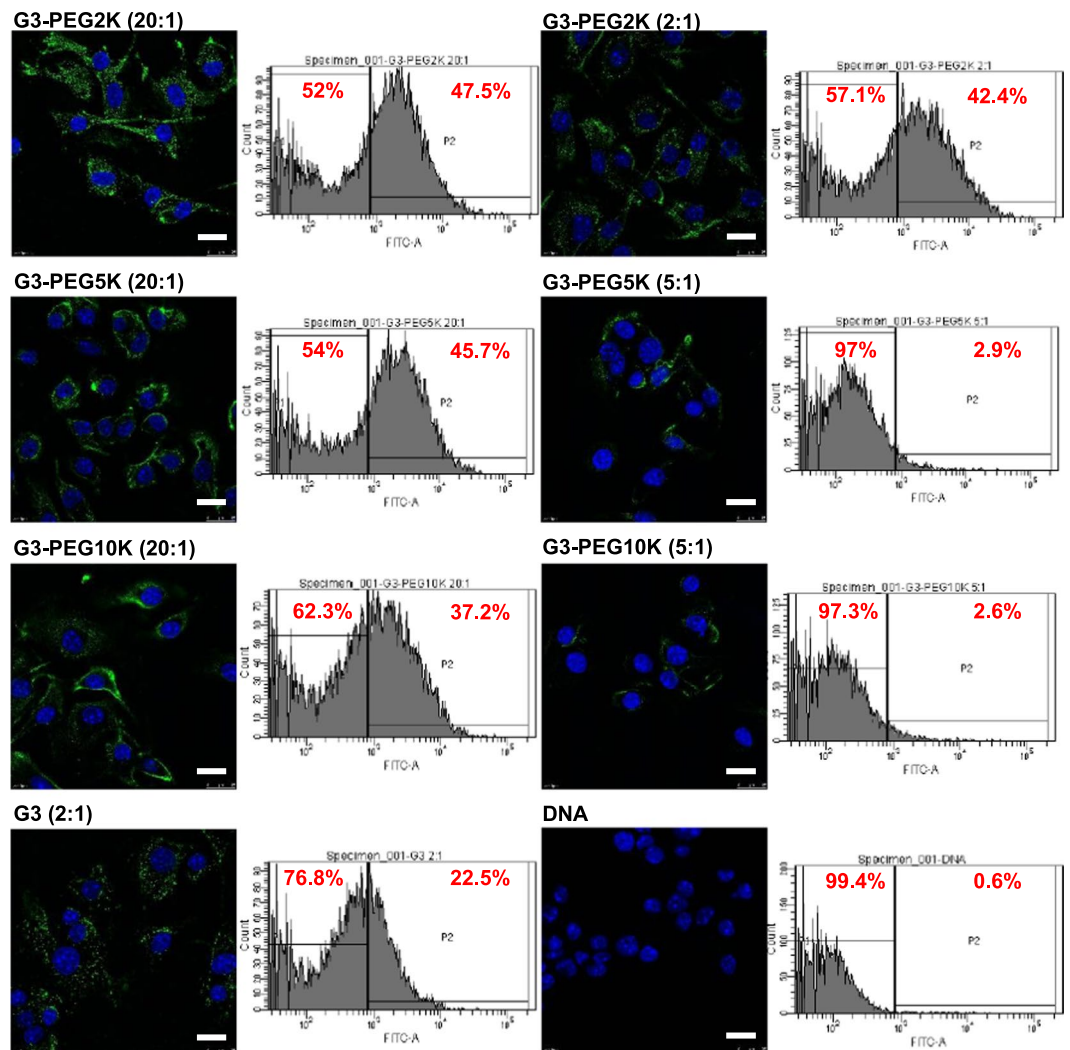 G3-PEG2K (20:1)
Specimen_001-G3-PEG2K 20:1
52%
47.5%
P2
Count
FITC-A
G3-PEG2K (2:1)
Specimen_001-G3-PEG2K 2:1
57.1%
42.4%
P2
Count
FITC-A
G3-PEG5K (20:1)
Specimen_001-G3-PEG5K 20:1
54%
45.7%
P2
Count
FITC-A
G3-PEG5K (5:1)
Specimen_001-G3-PEG5K 5:1
97%
2.9%
P2
Count
FITC-A
G3-PEG10K (20:1)
Specimen_001-G3-PEG10K 20:1
62.3%
37.2%
P2
Count
FITC-A
G3-PEG10K (5:1)
Specimen_001-G3-PEG10K 5:1
97.3%
2.6%
P2
Count
FITC-A
G3 (2:1)
Specimen_001-G3 2:1
76.8%
22.5%
P2
Count
FITC-A
DNA
Specimen_001-DNA
99.4%
0.6%
P2
Count
FITC-A